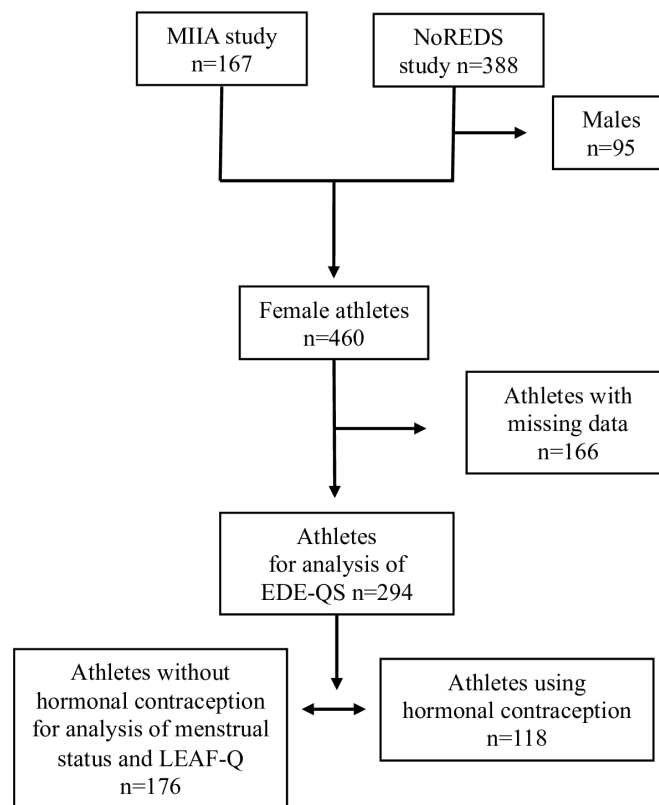 MIIA study
n=167
NoREDS
study n=388
Males
n=95
Female athletes
n=460
Athletes with
missing data
n=166
Athletes
for analysis of
EDE-QS n=294
Athletes without
hormonal contraception
for analysis of menstrual
status and LEAF-Q
n=176
Athletes using
hormonal contraception
n=118